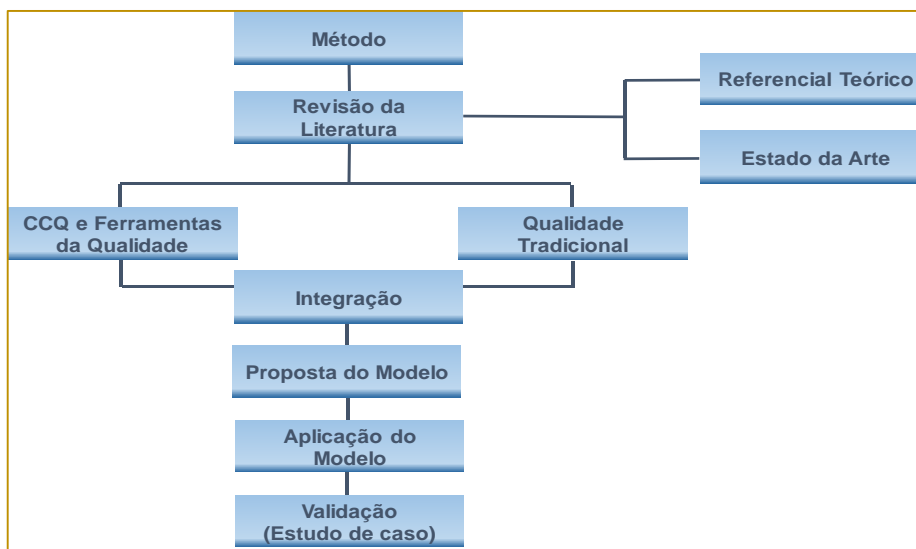 Método
Revisão da
Literatura
Referencial Teórico
Estado da Arte
CCQ e Ferramentas
da Qualidade
Qualidade
Tradicional
Integração
Proposta do Modelo
Aplicação do
Modelo
Validação
(Estudo de caso)